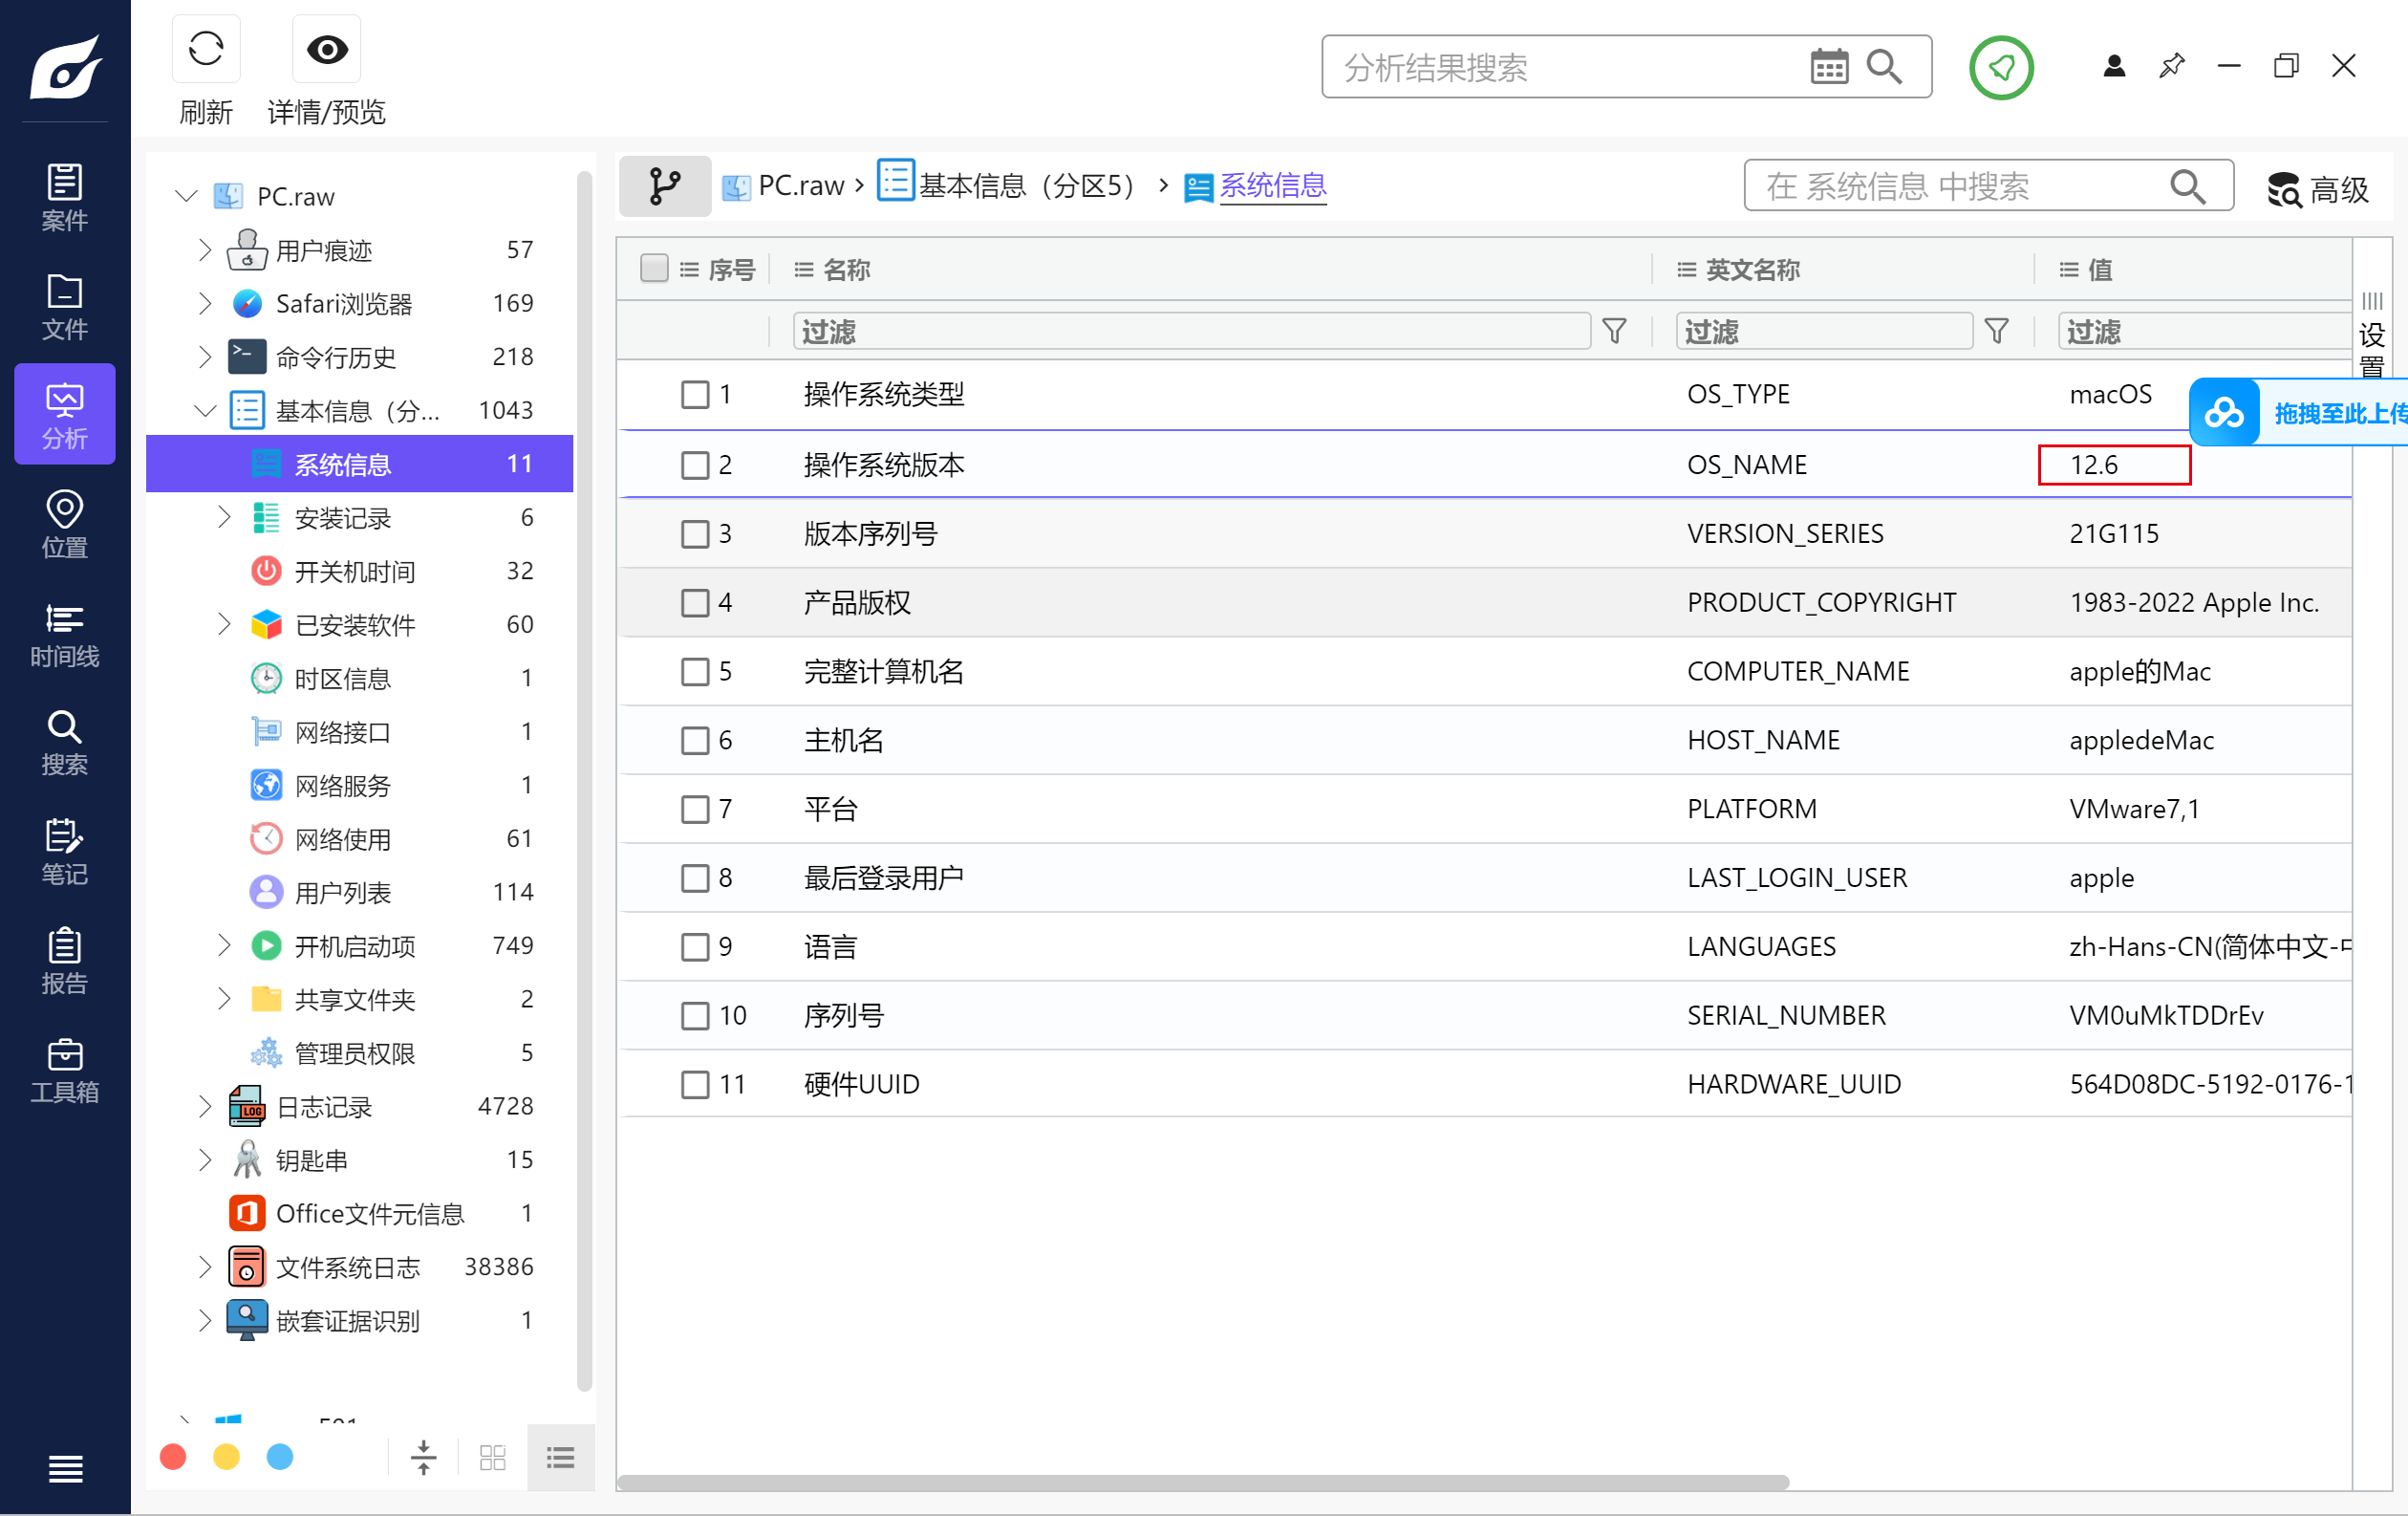 刷新
详情/预览
分析结果搜索
案件
文件
分析
位置
时间线
搜索
笔记
报告
工具箱
PC.raw
用户痕迹 57
Safari浏览器 169
命令行历史 218
基本信息（分... 1043
系统信息 11
安装记录 6
开关机时间 32
已安装软件 60
时区信息 1
网络接口 1
网络服务 1
网络使用 61
用户列表 114
开机启动项 749
共享文件夹 2
管理员权限 5
LOG 日志记录 4728
钥匙串 15
Office文件元信息 1
文件系统日志 38386
嵌套证据识别 1
PC.raw › 基本信息（分区5） › 系统信息
在 系统信息 中搜索
高级
序号 名称 英文名称 值
过滤 过滤 过滤
设置
拖拽至此上传
1 操作系统类型 OS_TYPE macOS
2 操作系统版本 OS_NAME 12.6
3 版本序列号 VERSION_SERIES 21G115
4 产品版权 PRODUCT_COPYRIGHT 1983-2022 Apple Inc.
5 完整计算机名 COMPUTER_NAME apple的Mac
6 主机名 HOST_NAME appledeMac
7 平台 PLATFORM VMware7,1
8 最后登录用户 LAST_LOGIN_USER apple
9 语言 LANGUAGES zh-Hans-CN(简体中文-中
10 序列号 SERIAL_NUMBER VM0uMkTDDrEv
11 硬件UUID HARDWARE_UUID 564D08DC-5192-0176-1